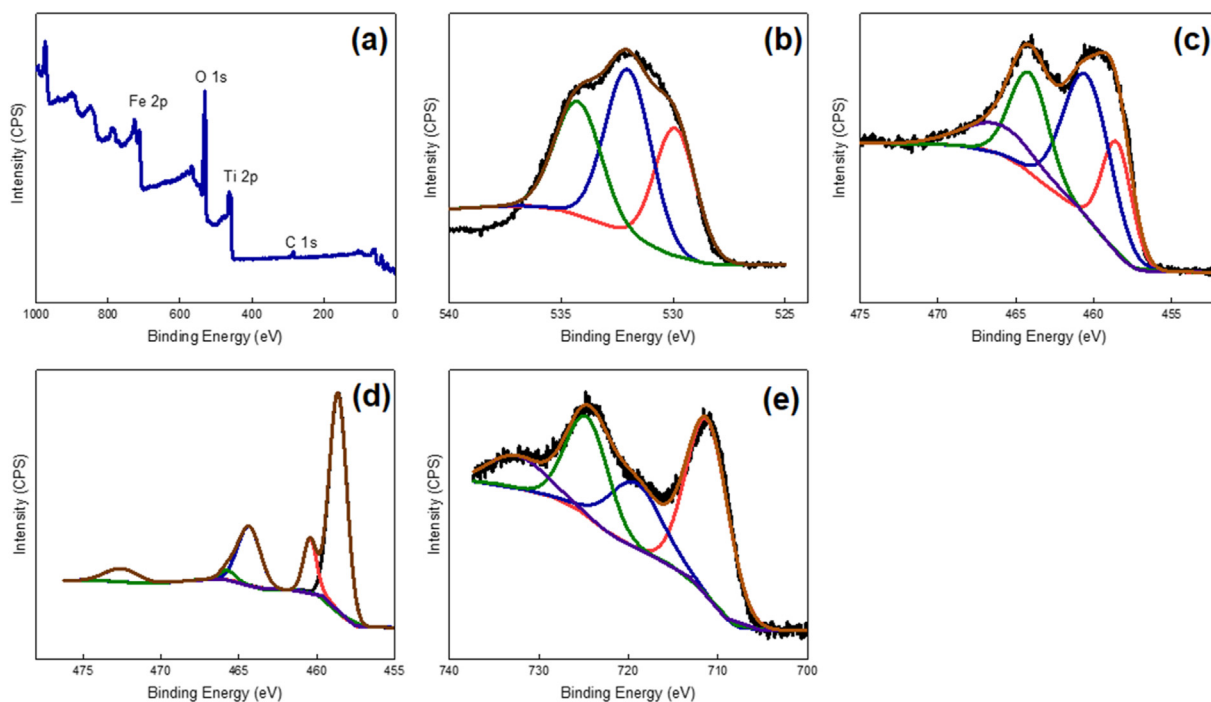 (a)
Fe 2p
O 1s
Ti 2p
C 1s
Intensity (CPS)
1000 800 600 400 200 0
Binding Energy (eV)
(b)
Intensity (CPS)
540 535 530 525
Binding Energy (eV)
(c)
Intensity (CPS)
475 470 465 460 455
Binding Energy (eV)
(d)
Intensity (CPS)
475 470 465 460 455
Binding Energy (eV)
(e)
Intensity (CPS)
740 730 720 710 700
Binding Energy (eV)